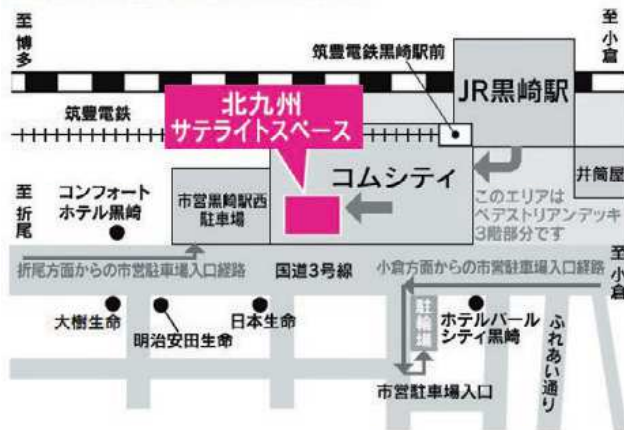 至博多
至小倉
筑豊電鉄黒崎駅前
JR黒崎駅
筑豊電鉄
北九州
サテライトスペース
井筒屋
コムシティ
至折尾
コンフォート
ホテル黒崎
市営黒崎駅西
駐車場
このエリアは
ペデストリアンデッキ
3階部分です
折尾方面からの市営駐車場入口経路
国道3号線
小倉方面からの市営駐車場入口経路
至小倉
大樹生命
明治安田生命
日本生命
駐輪場
ホテルパール
シティ黒崎
ふれあい通り
市営駐車場入口